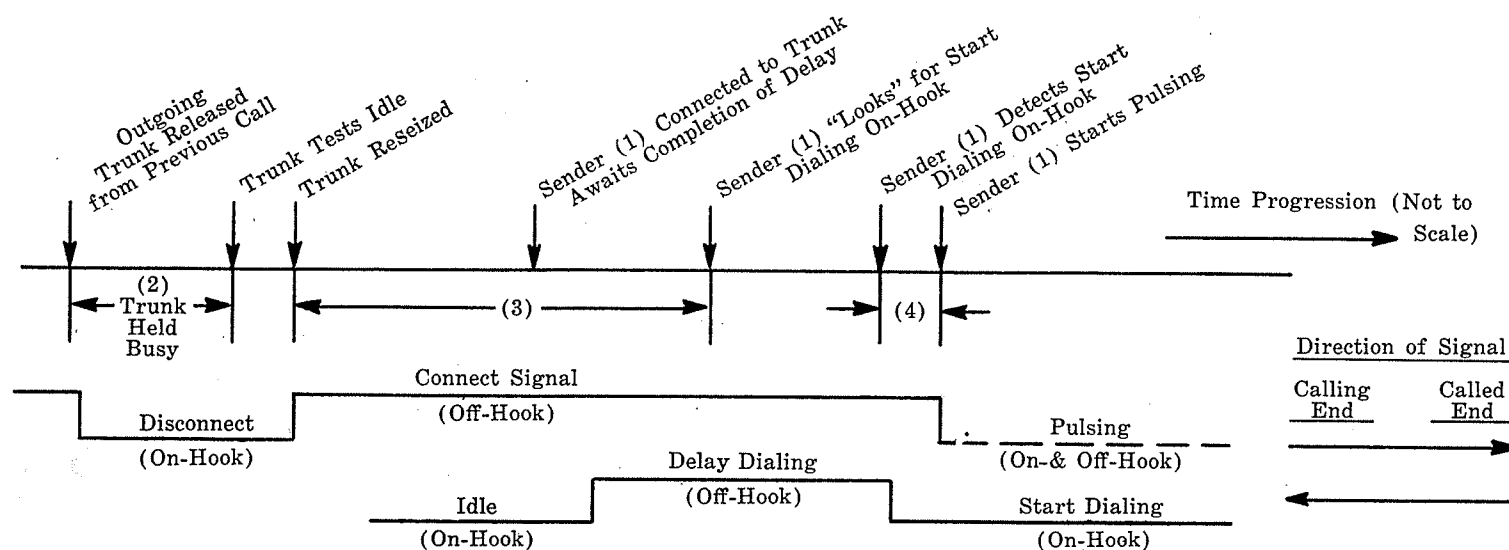 Outgoing
Trunk Released
from Previous Call
Trunk Tests Idle
Trunk ReSeized
Sender (1) Connected to Trunk
Awaits Completion of Delay
Sender (1) "Looks" for Start
Dialing On-Hook
Sender (1) Detects Start
Dialing On-Hook
Sender (1) Starts Pulsing
Time Progression (Not to
Scale)
(2)
Trunk
Held
Busy
(3)
(4)
Direction of Signal
Calling
End
Called
End
Connect Signal
(Off-Hook)
Disconnect
(On-Hook)
Pulsing
(On-& Off-Hook)
Delay Dialing
(Off-Hook)
Idle
(On-Hook)
Start Dialing
(On-Hook)